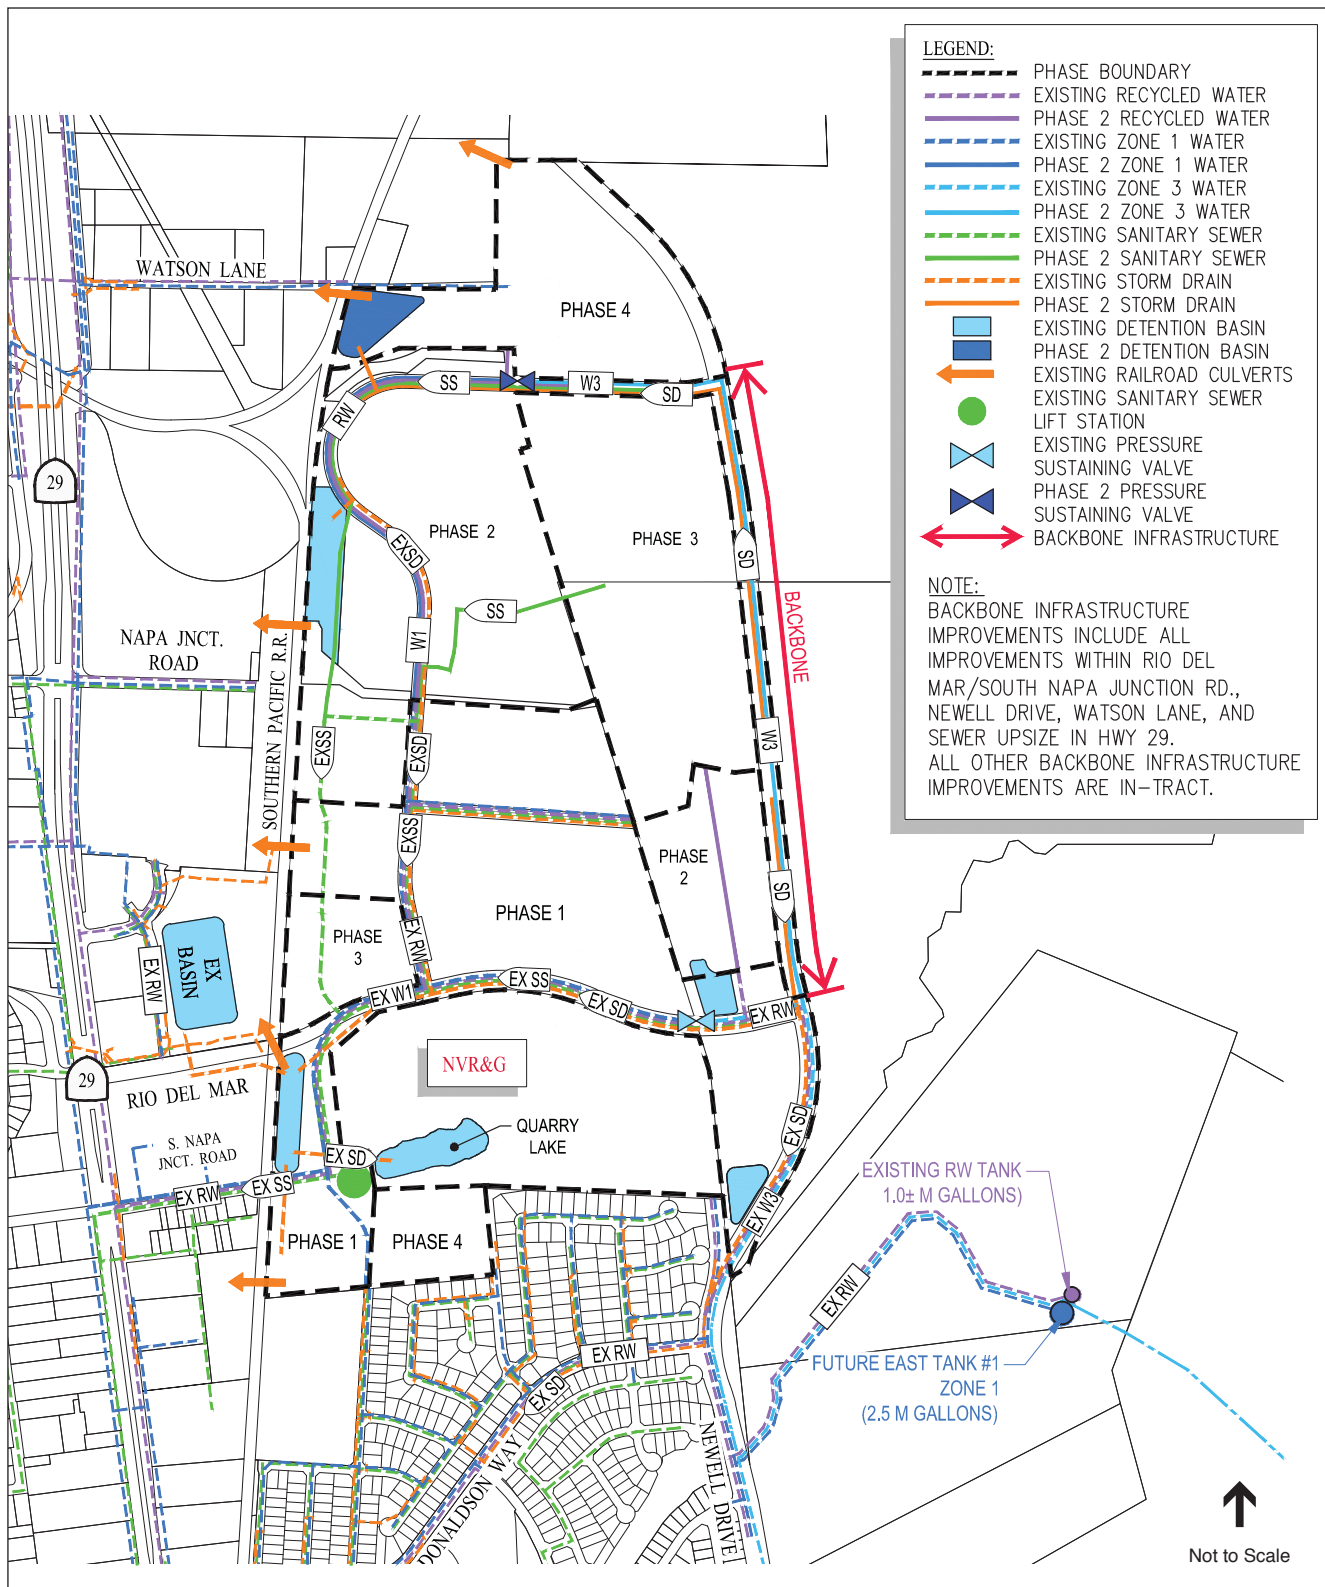 LEGEND:
PHASE BOUNDARY
EXISTING RECYCLED WATER
PHASE 2 RECYCLED WATER
EXISTING ZONE 1 WATER
PHASE 2 ZONE 1 WATER
EXISTING ZONE 3 WATER
PHASE 2 ZONE 3 WATER
EXISTING SANITARY SEWER
PHASE 2 SANITARY SEWER
EXISTING STORM DRAIN
PHASE 2 STORM DRAIN
EXISTING DETENTION BASIN
PHASE 2 DETENTION BASIN
EXISTING RAILROAD CULVERTS
EXISTING SANITARY SEWER
LIFT STATION
EXISTING PRESSURE
SUSTAINING VALVE
PHASE 2 PRESSURE
SUSTAINING VALVE
BACKBONE INFRASTRUCTURE
NOTE:
BACKBONE INFRASTRUCTURE
IMPROVEMENTS INCLUDE ALL
IMPROVEMENTS WITHIN RIO DEL
MAR/SOUTH NAPA JUNCTION RD.,
NEWELL DRIVE, WATSON LANE, AND
SEWER UPSIZE IN HWY 29.
ALL OTHER BACKBONE INFRASTRUCTURE
IMPROVEMENTS ARE IN-TRACT.
WATSON LANE
PHASE 4
SS
W3
SD
RW
29
PHASE 2
PHASE 3
EXSD
SD
SS
BACKBONE
W1
NAPA JNCT.
ROAD
SOUTHERN PACIFIC R.R.
EXSS
EXSD
W3
EXSS
PHASE
2
SD
PHASE 1
PHASE
3
EX RW
EX RW
EX
BASIN
EX W1
EX SS
EX SD
EX RW
29
RIO DEL MAR
NVR&G
QUARRY
LAKE
EX SD
S. NAPA
JNCT. ROAD
EX SD
EX RW
EX SS
EX W3
PHASE 1
PHASE 4
EXISTING RW TANK
1.0± M GALLONS)
EX RW
EX RW
FUTURE EAST TANK #1
ZONE 1
(2.5 M GALLONS)
EX SD
DONALDSON WAY
NEWELL DRIVE
Not to Scale